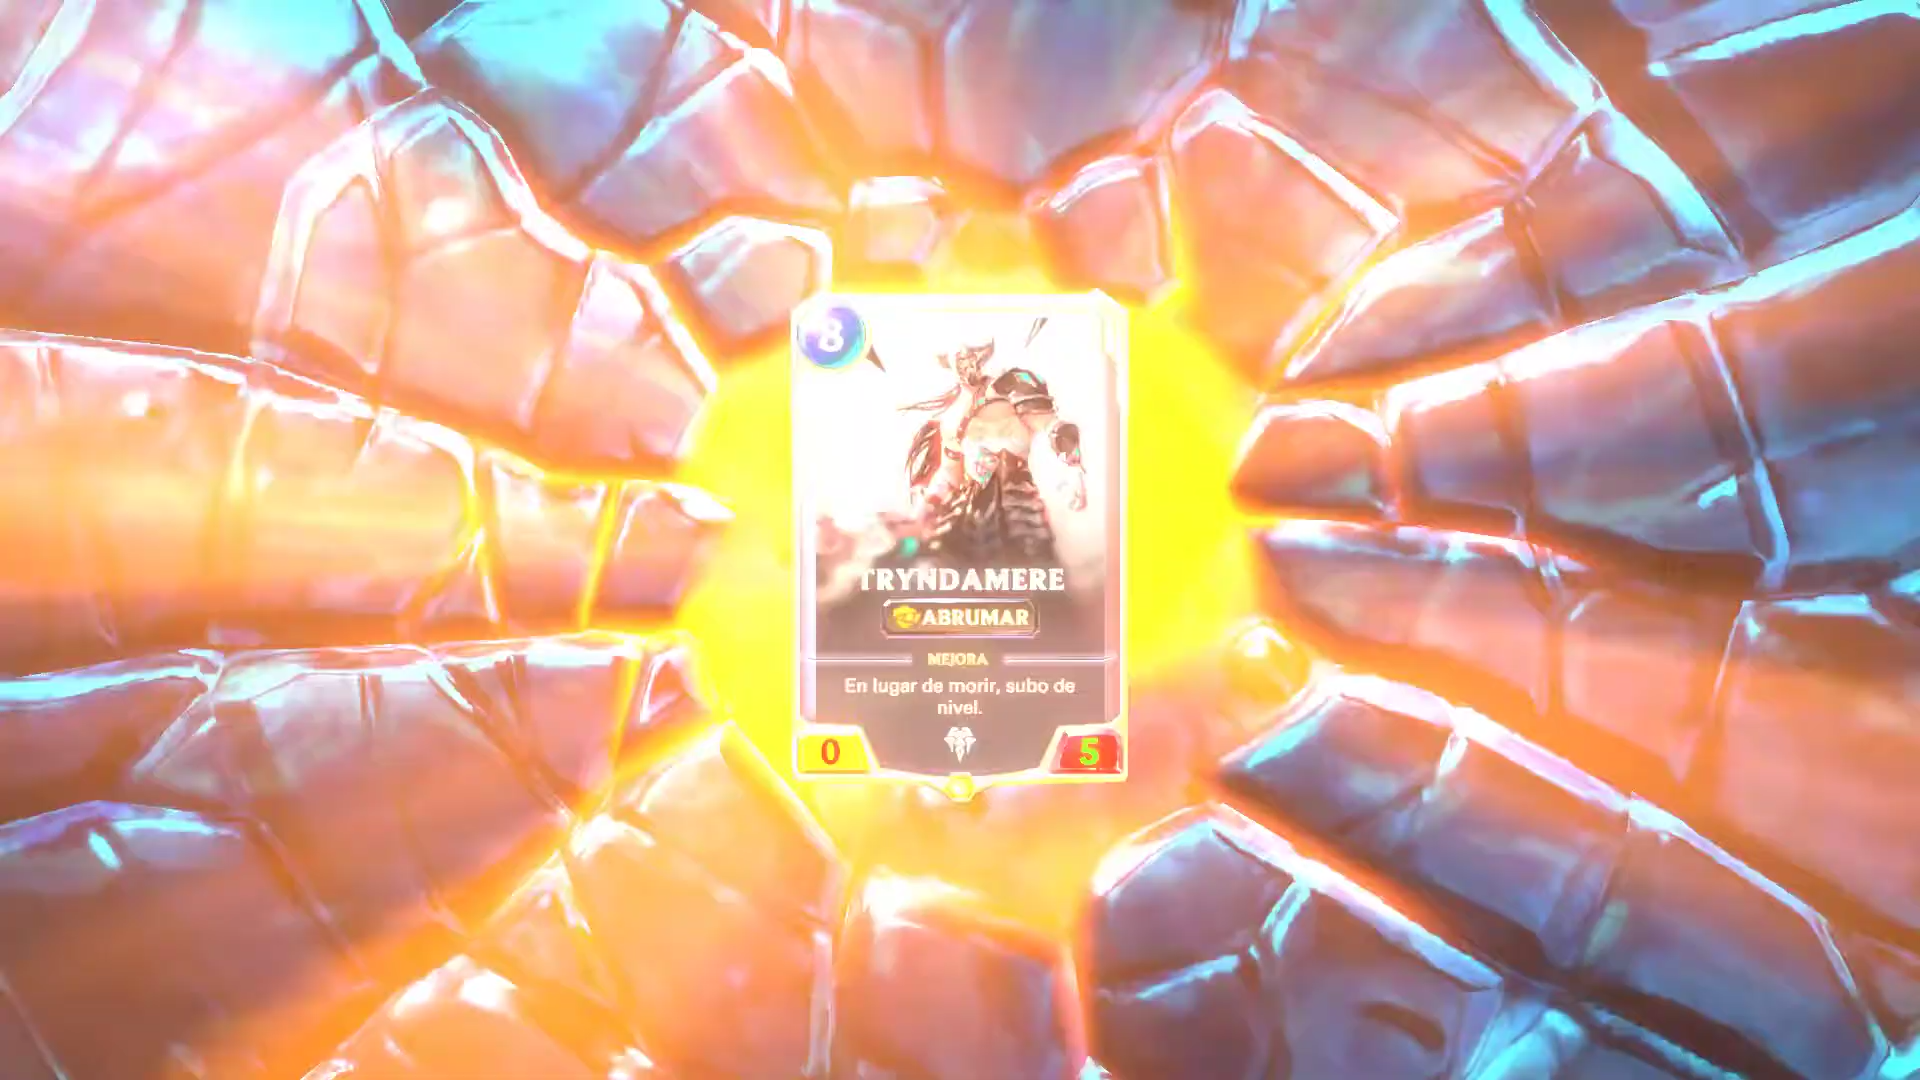 8
TRYNDAMERE
ABRUMAR
MEJORA
En lugar de morir, subo de
nivel.
0
5